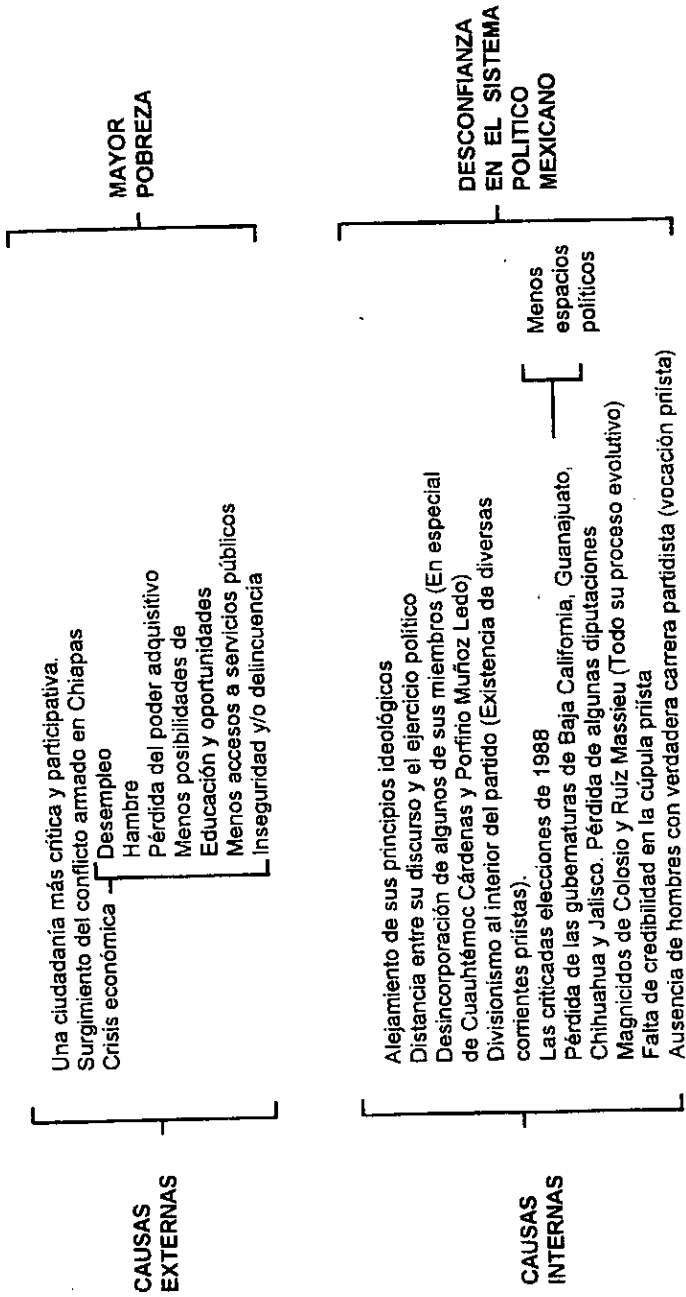 CAUSAS
EXTERNAS
Una ciudadanía más crítica y participativa.
Surgimiento del conflicto armado en Chiapas
Crisis económica
Desempleo
Hambre
Pérdida del poder adquisitivo
Menos posibilidades de
Educación y oportunidades
Menos accesos a servicios públicos
Inseguridad y/o delincuencia
MAYOR
POBREZA
CAUSAS
INTERNAS
Alejamiento de sus principios ideológicos
Distancia entre su discurso y el ejercicio político
Desincorporación de algunos de sus miembros (En especial
de Cuauhtémoc Cárdenas y Porfirio Muñoz Ledo)
Divisionismo al interior del partido (Existencia de diversas
corrientes priístas).
Las criticadas elecciones de 1988
Pérdida de las gubernaturas de Baja California, Guanajuato,
Chihuahua y Jalisco. Pérdida de algunas diputaciones
Magnicidos de Colosio y Ruíz Massieu (Todo su proceso evolutivo)
Falta de credibilidad en la cúpula priísta
Ausencia de hombres con verdadera carrera partidista (vocación priísta)
Menos
espacios
políticos
DESCONFIANZA
EN EL SISTEMA
POLITICO
MEXICANO